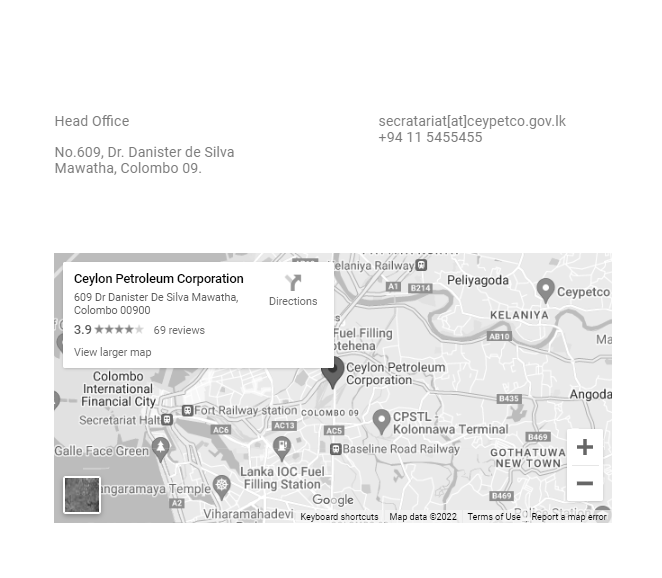 Head Office
secratariat[at]ceypetco.gov.lk
+94 11 5455455
No.609, Dr. Danister de Silva
Mawatha, Colombo 09.
Ceylon Petroleum Corporation
609 Dr Danister De Silva Mawatha,
Colombo 00900
3.9 69 reviews
View larger map
Directions
Kelaniya Railway
A1
B214
Peliyagoda
Ceypetco
KELANIYA
AB10
Ma
Fuel Filling
Ceylon Petroleum
Corporation
Colombo
International
Financial City
B435
Angoda
Fort Railway station
COLOMBO 09
Secretariat Halt
CPSTL -
Kolonnawa Terminal
AC6
AC13
AC5
B469
Galle Face Green
Baseline Road Railway
GOTHATUWA
NEW TOWN
Lanka IOC Fuel
Filling Station
angaramaya Temple
B469
A2
Google
Viharamahadevi
Keyboard shortcuts Map data ©2022 Terms of Use Report a map error